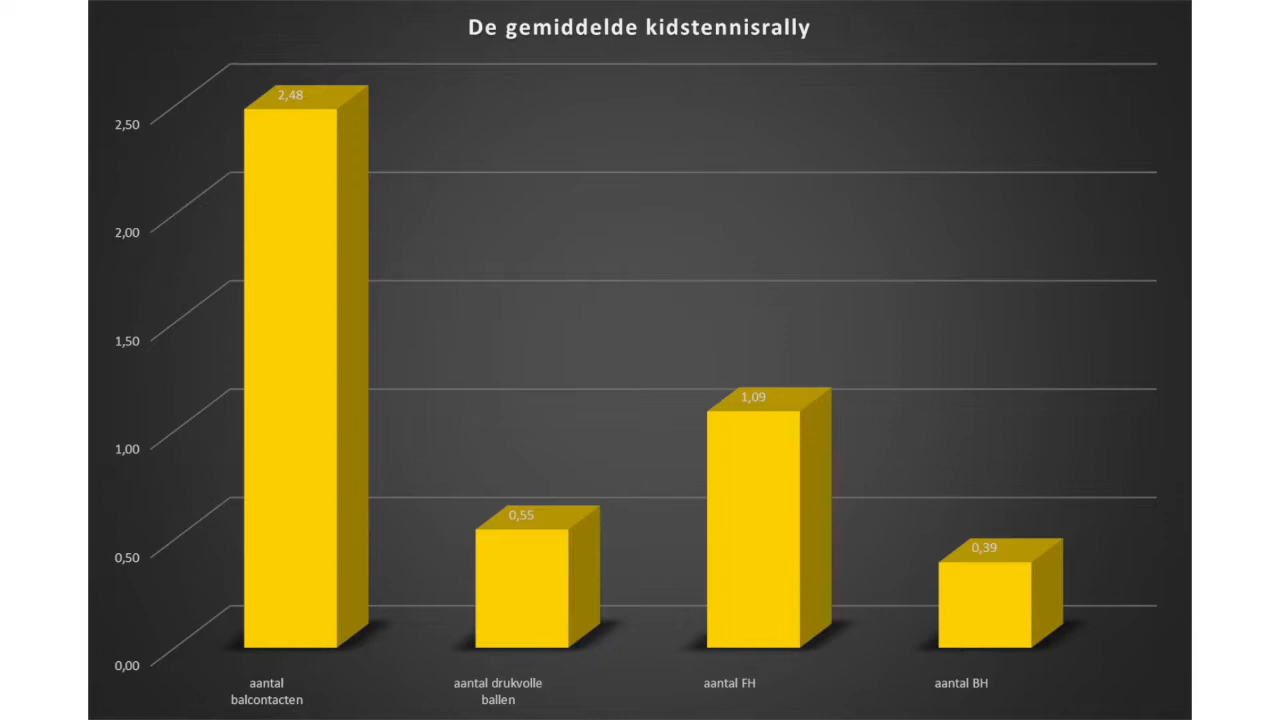 De gemiddelde kidstennisrally
2,50
2,00
1,50
1,00
0,50
0,00
2,48
0,55
1,09
0,39
aantal
balcontacten
aantal drukvolle
ballen
aantal FH
aantal BH